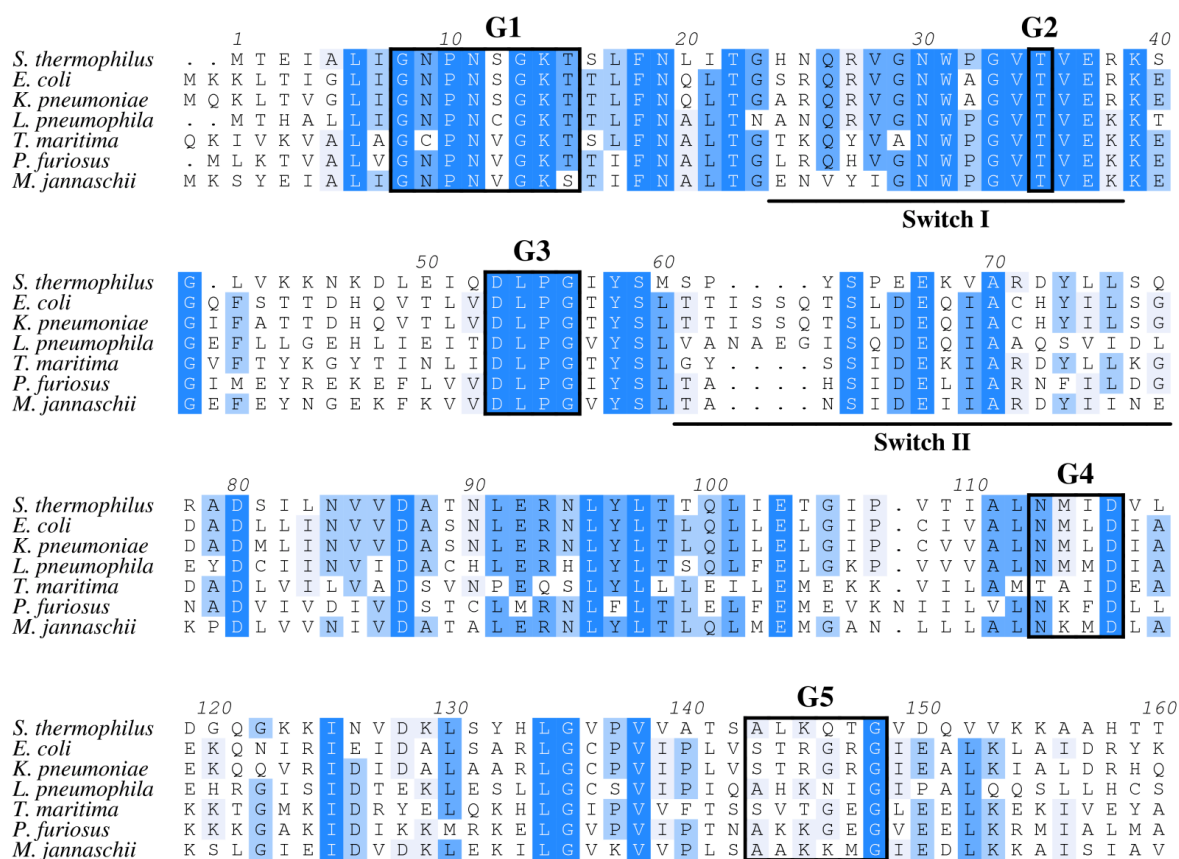 G1 G2
1 10 20 30 40
S. thermophilus . . M T E I A L I G N P N S G K T S L F N L I T G H N Q R V G N W P G V T V E R K S
E. coli M K K L T I G L I G N P N S G K T T L F N Q L T G S R Q R V G N W A G V T V E R K E
K. pneumoniae M Q K L T V G L I G N P N S G K T T L F N Q L T G A R Q R V G N W A G V T V E R K E
L. pneumophila . . M T H A L L I G N P N C G K T T L F N A L T N A N Q R V G N W P G V T V E K K T
T. maritima Q K I V K V A L A G C P N V G K T S L F N A L T G T K Q Y V A N W P G V T V E K K E
P. furiosus . M L K T V A L V G N P N V G K T T I F N A L T G L R Q H V G N W P G V T V E K K E
M. jannaschii M K S Y E I A L I G N P N V G K S T I F N A L T G E N V Y I G N W P G V T V E K K E
Switch I
G3
50 60 70
S. thermophilus G . L V K K N K D L E I Q D L P G I Y S M S P . . . . Y S P E E K V A R D Y L L S Q
E. coli G Q F S T T D H Q V T L V D L P G T Y S L T T I S S Q T S L D E Q I A C H Y I L S G
K. pneumoniae G I F A T T D H Q V T L V D L P G T Y S L T T I S S Q T S L D E Q I A C H Y I L S G
L. pneumophila G E F L L G E H L I E I T D L P G V Y S L V A N A E G I S Q D E Q I A A Q S V I D L
T. maritima G V F T Y K G Y T I N L I D L P G T Y S L G Y . . . . S S I D E K I A R D Y L L K G
P. furiosus G I M E Y R E K E F L V V D L P G I Y S L T A . . . . H S I D E L I A R N F I L D G
M. jannaschii G E F E Y N G E K F K V V D L P G V Y S L T A . . . . N S I D E I I A R D Y I I N E
Switch II
G4
80 90 100 110
S. thermophilus R A D S I L N V V D A T N L E R N L Y L T T Q L I E T G I P . V T I A L N M I D V L
E. coli D A D L L I N V V D A S N L E R N L Y L T L Q L L E L G I P . C I V A L N M L D I A
K. pneumoniae D A D M L I N V V D A S N L E R N L Y L T L Q L L E L G I P . C V V A L N M L D I A
L. pneumophila E Y D C I I N V I D A C H L E R H L Y L T S Q L F E L G K P . V V V A L N M M D I A
T. maritima D A D L V I L V A D S V N P E Q S L Y L L L E I L E M E K K . V I L A M T A I D E A
P. furiosus N A D V I V D I V D S T C L M R N L F L T L E L F E M E V K N I I L V L N K F D L L
M. jannaschii K P D L V V N I V D A T A L E R N L Y L T L Q L M E M G A N . L L L A L N K M D L A
G5
120 130 140 150 160
S. thermophilus D G Q G K K I N V D K L S Y H L G V P V V A T S A L K Q T G V D Q V V K K A A H T T
E. coli E K Q N I R I E I D A L S A R L G C P V I P L V S T R G R G I E A L K L A I D R Y K
K. pneumoniae E K Q Q V R I D I D A L A A R L G C P V I P L V S T R G R G I E A L K I A L D R H Q
L. pneumophila E H R G I S I D T E K L E S L L G C S V I P I Q A H K N I G I P A L Q Q S L L H C S
T. maritima K K T G M K I D R Y E L Q K H L G I P V V T T S S V T G E G L E E L K E K I V E Y A
P. furiosus K K K G A K I D I K K M R K E L G V P V I P T N A K K G E G V E E L K R M I A L M A
M. jannaschii K S L G I E I D V D K L E K I L G V K V V P L S A A K K M G I E D L K K A I S I A V